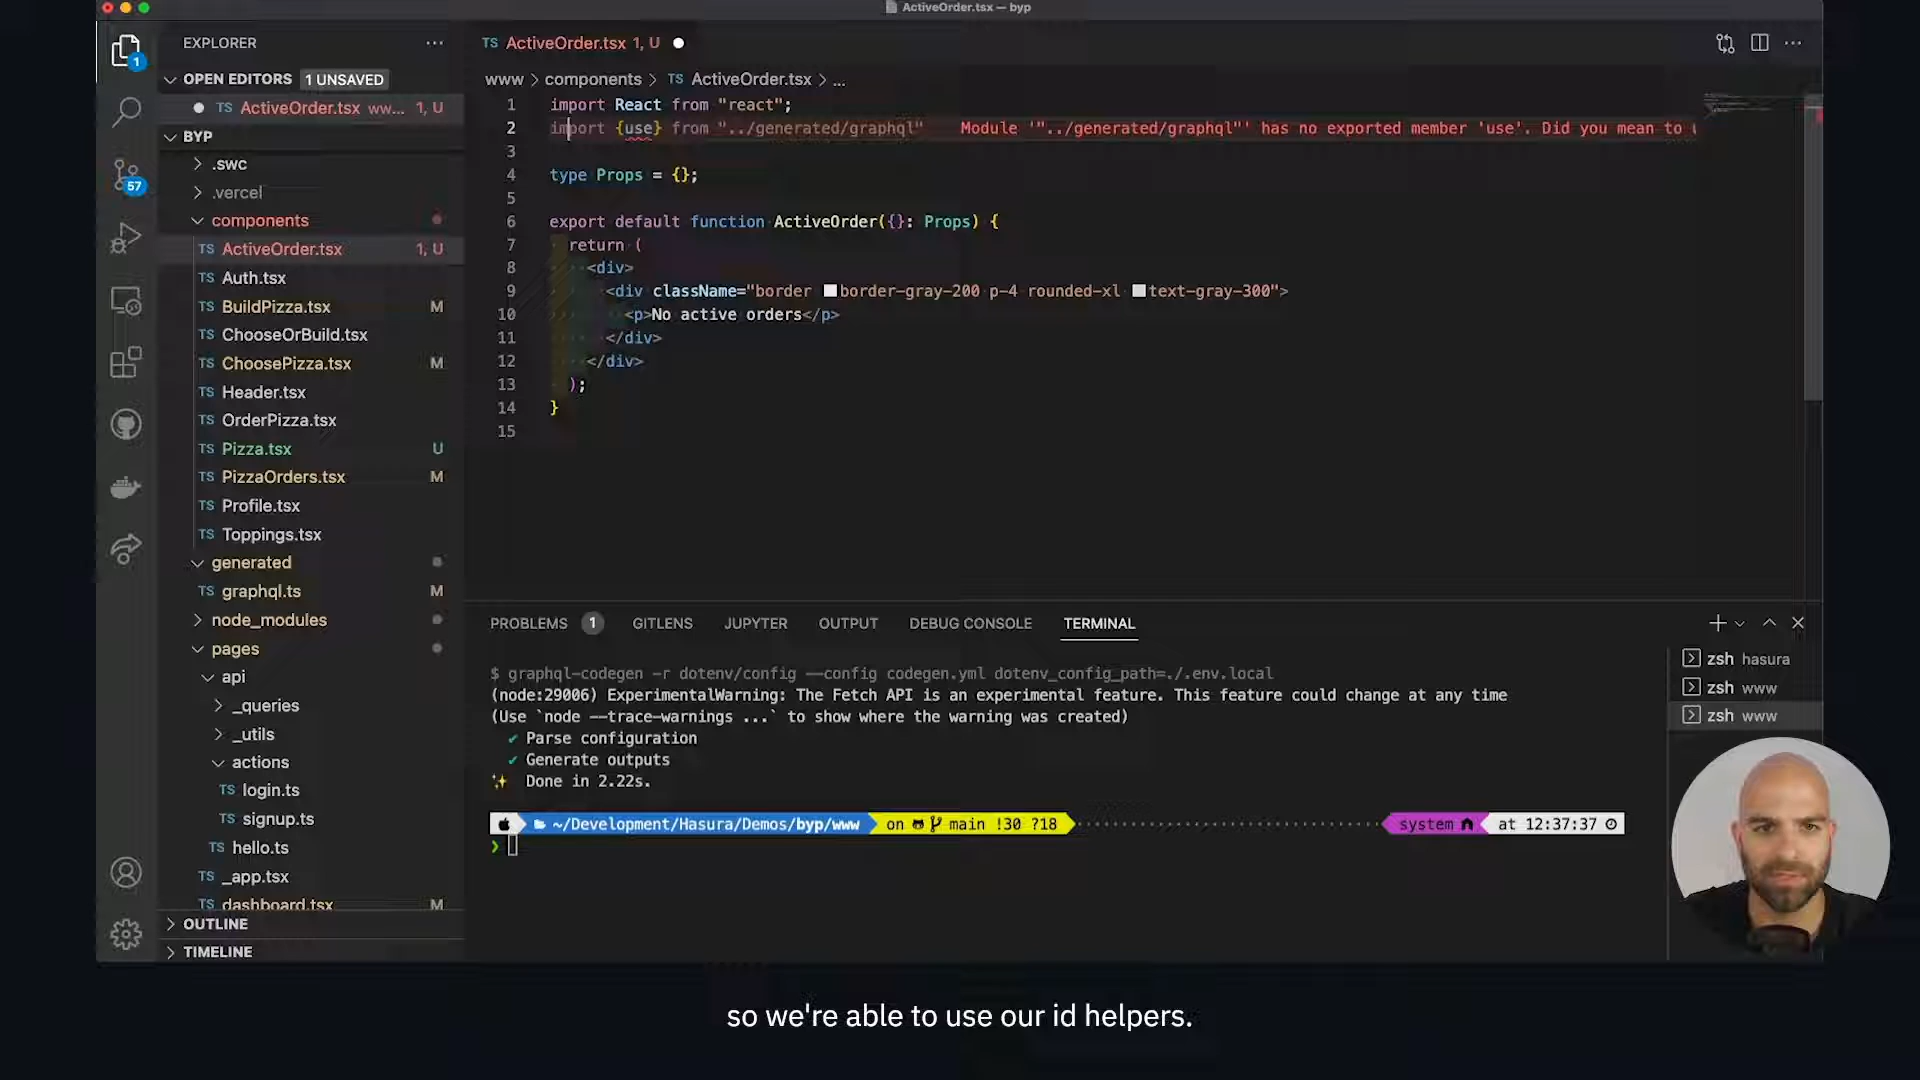 ActiveOrder.tsx — byp
1
57
EXPLORER
OPEN EDITORS 1 UNSAVED
TS ActiveOrder.tsx ww... 1, U
BYP
.swc
.vercel
components
TS ActiveOrder.tsx 1, U
TS Auth.tsx
TS BuildPizza.tsx M
TS ChooseOrBuild.tsx
TS ChoosePizza.tsx M
TS Header.tsx
TS OrderPizza.tsx
TS Pizza.tsx U
TS PizzaOrders.tsx M
TS Profile.tsx
TS Toppings.tsx
generated
TS graphql.ts M
node_modules
pages
api
_queries
_utils
actions
TS login.ts
TS signup.ts
TS hello.ts
TS _app.tsx
TS dashboard.tsx M
OUTLINE
TIMELINE
TS ActiveOrder.tsx 1, U
www > components > TS ActiveOrder.tsx > ...
1 import React from "react";
2 import {use} from "../generated/graphql" Module '"../generated/graphql"' has no exported member 'use'. Did you mean to
3
4 type Props = {};
5
6 export default function ActiveOrder({}: Props) {
7 return (
8 <div>
9 <div className="border border-gray-200 p-4 rounded-xl text-gray-300">
10 <p>No active orders</p>
11 </div>
12 </div>
13 );
14 }
15
PROBLEMS 1 GITLENS JUPYTER OUTPUT DEBUG CONSOLE TERMINAL
$ graphql-codegen -r dotenv/config --config codegen.yml dotenv_config_path=./.env.local
(node:29006) ExperimentalWarning: The Fetch API is an experimental feature. This feature could change at any time
(Use `node --trace-warnings ...` to show where the warning was created)
✔ Parse configuration
✔ Generate outputs
✨ Done in 2.22s.
~/Development/Hasura/Demos/byp/www on main !30 ?18 system at 12:37:37
❯
zsh hasura
zsh www
zsh www
so we're able to use our id helpers.